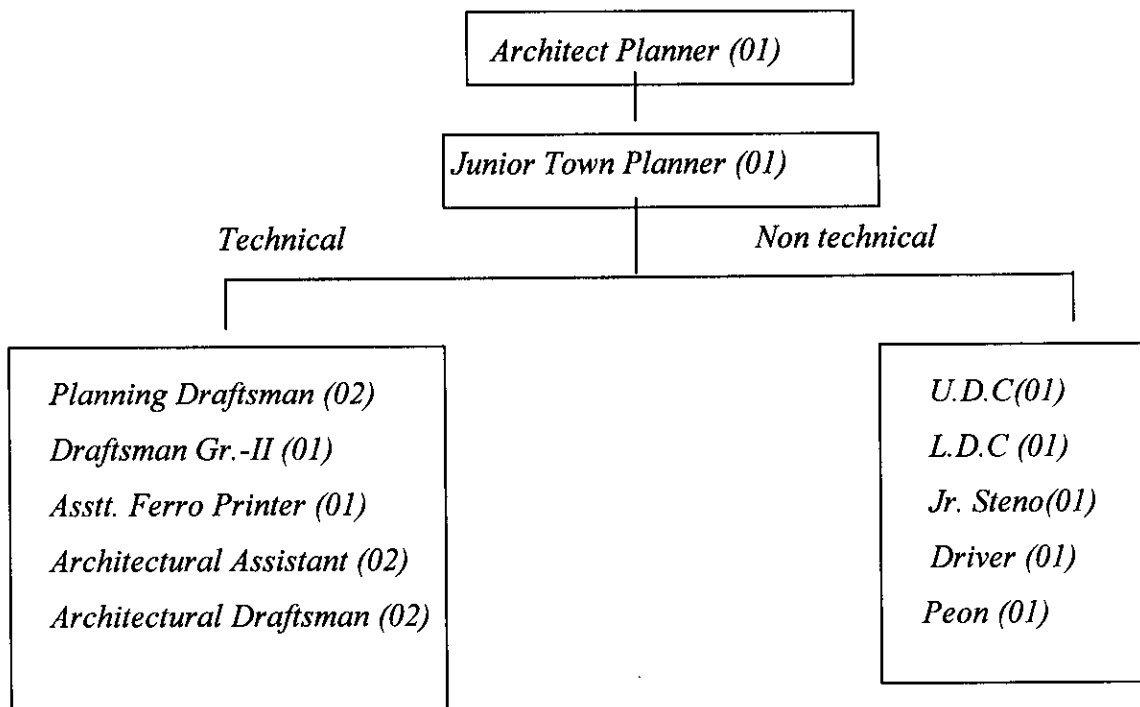 Architect Planner (01)
Junior Town Planner (01)
Technical
Non technical
Planning Draftsman (02)
Draftsman Gr.-II (01)
Asstt. Ferro Printer (01)
Architectural Assistant (02)
Architectural Draftsman (02)
U.D.C(01)
L.D.C (01)
Jr. Steno(01)
Driver (01)
Peon (01)